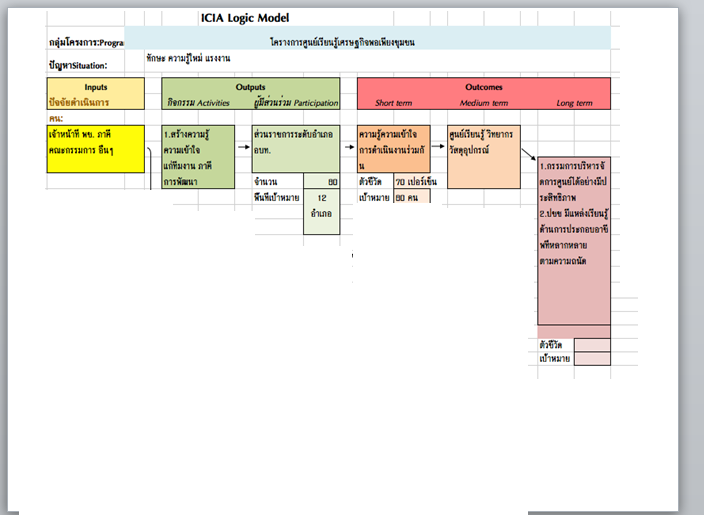 ICIA Logic Model
กลุ่มโครงการ:Progra
โครงการศูนย์เรียนรู้เศรษฐกิจพอเพียงชุมชน
ปัญหาSituation:
ทักษะ ความรู้ใหม่ แรงงาน
Inputs
Outputs
Outcomes
ปัจจัยดำเนินการ
กิจกรรม Activities
ผู้มีส่วนร่วม Participation
Short term
Medium term
Long term
คน:
เจ้าหน้าที่ พช. ภาคี
คณะกรรมการ อื่นๆ
1.สร้างความรู้
ความเข้าใจ
แก่ทีมงาน ภาคี
การพัฒนา
ส่วนราชการระดับอำเภอ
อบท.
จำนวน 80
พื้นที่เป้าหมาย 12
อำเภอ
ความรู้ความเข้าใจ
การดำเนินงานร่วมกั
น
ตัวชี้วัด 70 เปอร์เซ็น
เป้าหมาย 80 คน
ศูนย์เรียนรู้ วิทยากร
วัสดุอุปกรณ์
1.กรรมการบริหารจั
ดการศูนย์ได้อย่างมีป
ระสิทธิภาพ
2.ปชช มีแหล่งเรียนรู้
ด้านการประกอบอาชี
พที่หลากหลาย
ตามความถนัด
ตัวชี้วัด
เป้าหมาย